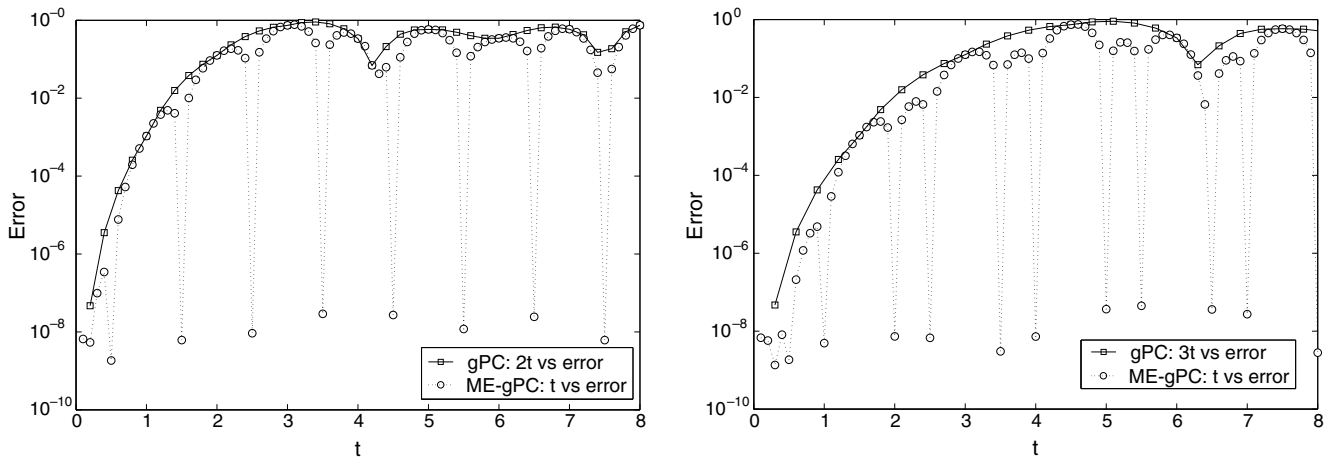 10^0
10^-2
10^-4
10^-6
10^-8
10^-10
Error
0 1 2 3 4 5 6 7 8
t
gPC: 2t vs error
ME-gPC: t vs error
10^0
10^-2
10^-4
10^-6
10^-8
10^-10
Error
0 1 2 3 4 5 6 7 8
t
gPC: 3t vs error
ME-gPC: t vs error